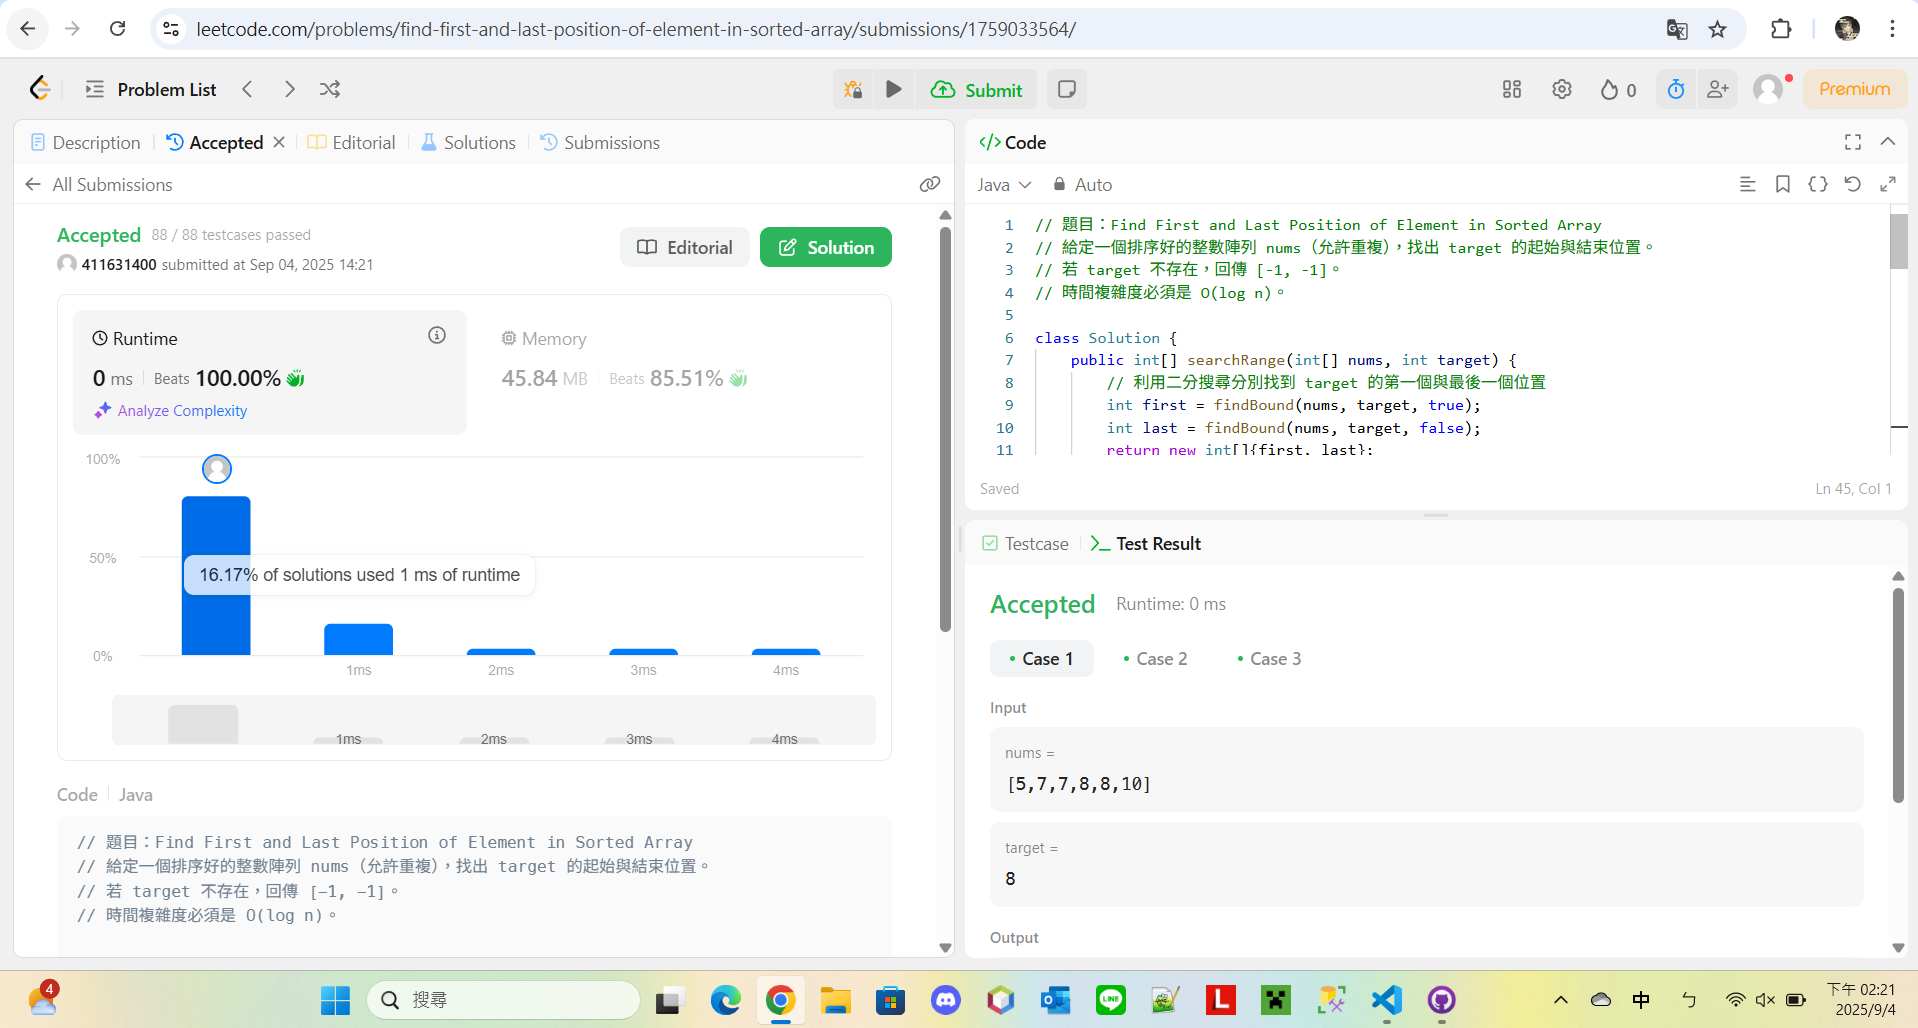 leetcode.com/problems/find-first-and-last-position-of-element-in-sorted-array/submissions/1759033564/
Problem List
Submit
0
Premium
Description
Accepted
Editorial
Solutions
Submissions
All Submissions
Accepted 88 / 88 testcases passed
411631400 submitted at Sep 04, 2025 14:21
Editorial
Solution
Runtime
0 ms Beats 100.00%
Analyze Complexity
Memory
45.84 MB Beats 85.51%
100%
50%
0%
16.17% of solutions used 1 ms of runtime
1ms 2ms 3ms 4ms
1ms 2ms 3ms 4ms
Code Java
// 題目：Find First and Last Position of Element in Sorted Array
// 給定一個排序好的整數陣列 nums（允許重複），找出 target 的起始與結束位置。
// 若 target 不存在，回傳 [-1, -1]。
// 時間複雜度必須是 O(log n)。
Code
Java
Auto
1 // 題目：Find First and Last Position of Element in Sorted Array
2 // 給定一個排序好的整數陣列 nums（允許重複），找出 target 的起始與結束位置。
3 // 若 target 不存在，回傳 [-1, -1]。
4 // 時間複雜度必須是 O(log n)。
5
6 class Solution {
7 public int[] searchRange(int[] nums, int target) {
8 // 利用二分搜尋分別找到 target 的第一個與最後一個位置
9 int first = findBound(nums, target, true);
10 int last = findBound(nums, target, false);
11 return new int[]{first, last};
Saved
Ln 45, Col 1
Testcase
Test Result
Accepted Runtime: 0 ms
Case 1
Case 2
Case 3
Input
nums =
[5,7,7,8,8,10]
target =
8
Output
4
搜尋
LINE
L
中
ㄅ
下午 02:21
2025/9/4